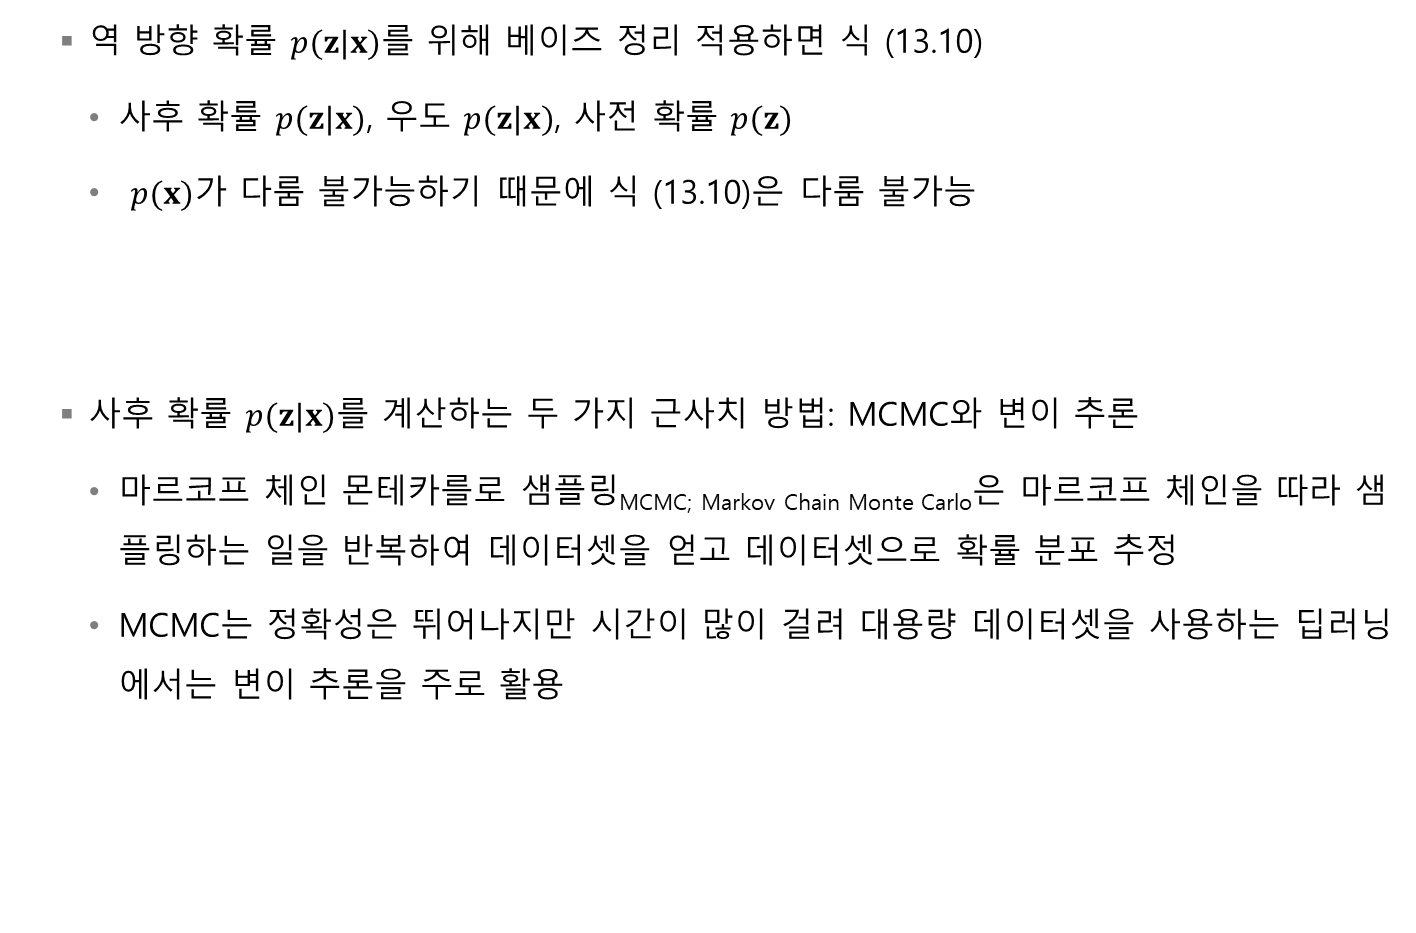 ▪ 역 방향 확률 p(z|x)를 위해 베이즈 정리 적용하면 식 (13.10)
• 사후 확률 p(z|x), 우도 p(z|x), 사전 확률 p(z)
• p(x)가 다룸 불가능하기 때문에 식 (13.10)은 다룸 불가능
▪ 사후 확률 p(z|x)를 계산하는 두 가지 근사치 방법: MCMC와 변이 추론
• 마르코프 체인 몬테카를로 샘플링MCMC; Markov Chain Monte Carlo은 마르코프 체인을 따라 샘
플링하는 일을 반복하여 데이터셋을 얻고 데이터셋으로 확률 분포 추정
• MCMC는 정확성은 뛰어나지만 시간이 많이 걸려 대용량 데이터셋을 사용하는 딥러닝
에서는 변이 추론을 주로 활용